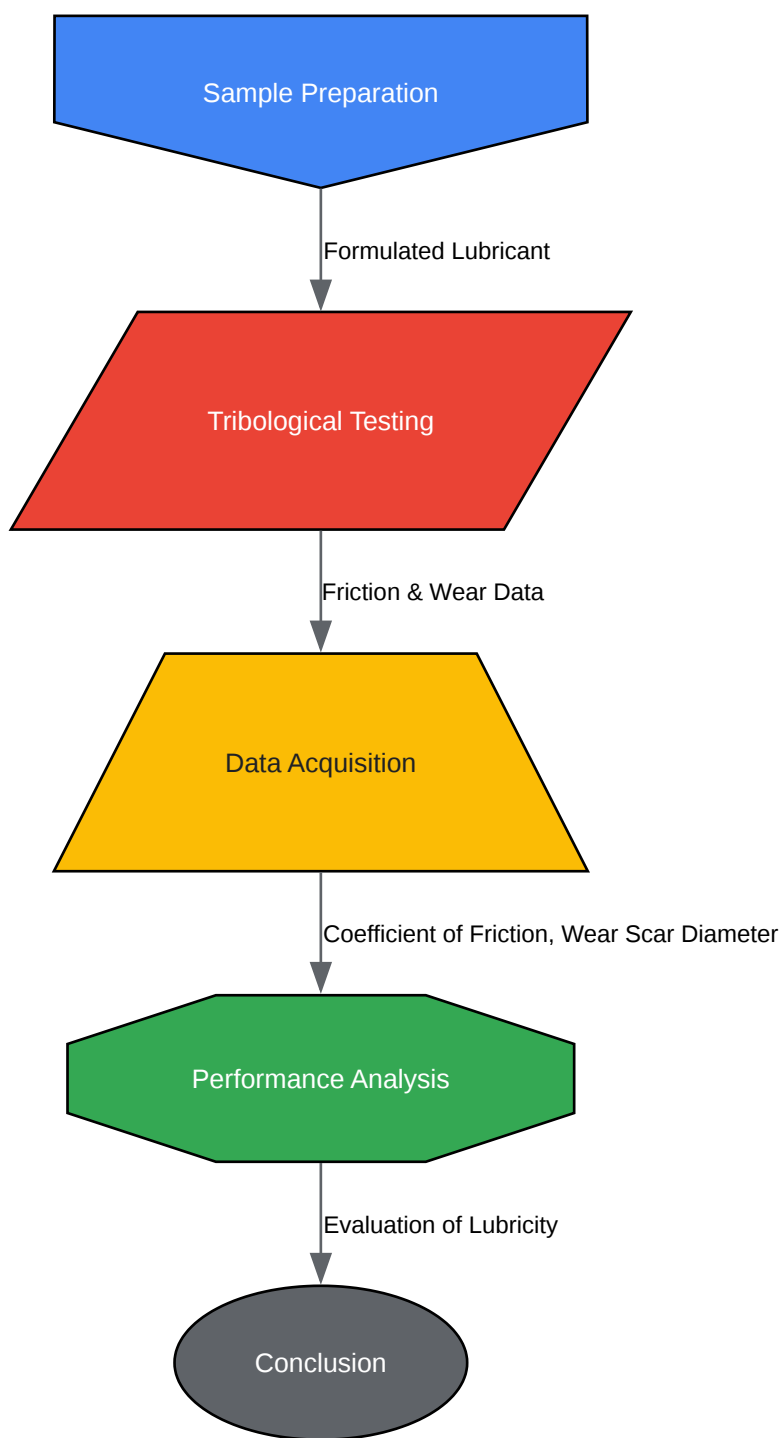 Sample Preparation
Formulated Lubricant
Tribological Testing
Friction & Wear Data
Data Acquisition
Coefficient of Friction, Wear Scar Diameter
Performance Analysis
Evaluation of Lubricity
Conclusion